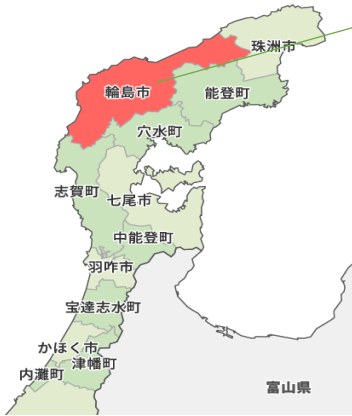 珠洲市
輪島市
能登町
穴水町
志賀町
七尾市
中能登町
羽咋市
宝達志水町
かほく市
津幡町
内灘町
富山県